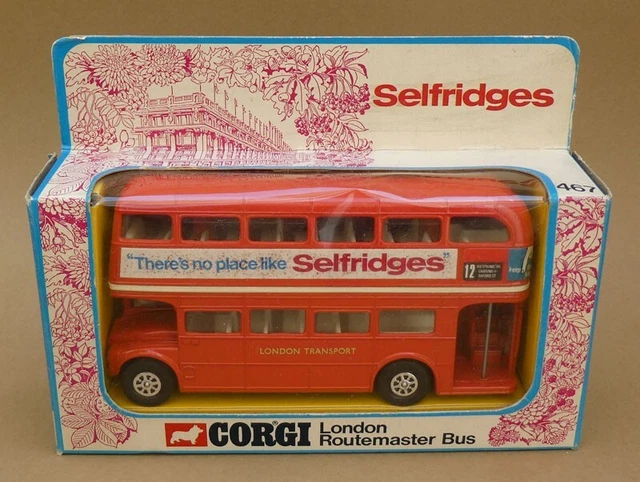 Selfridges
467
"There's no place like Selfridges"
12
LONDON TRANSPORT
CORGI
London
Routemaster Bus